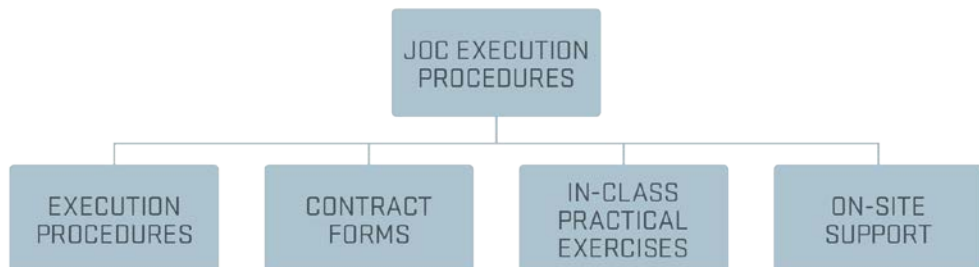 JOC EXECUTION
PROCEDURES
EXECUTION
PROCEDURES
CONTRACT
FORMS
IN-CLASS
PRACTICAL
EXERCISES
ON-SITE
SUPPORT